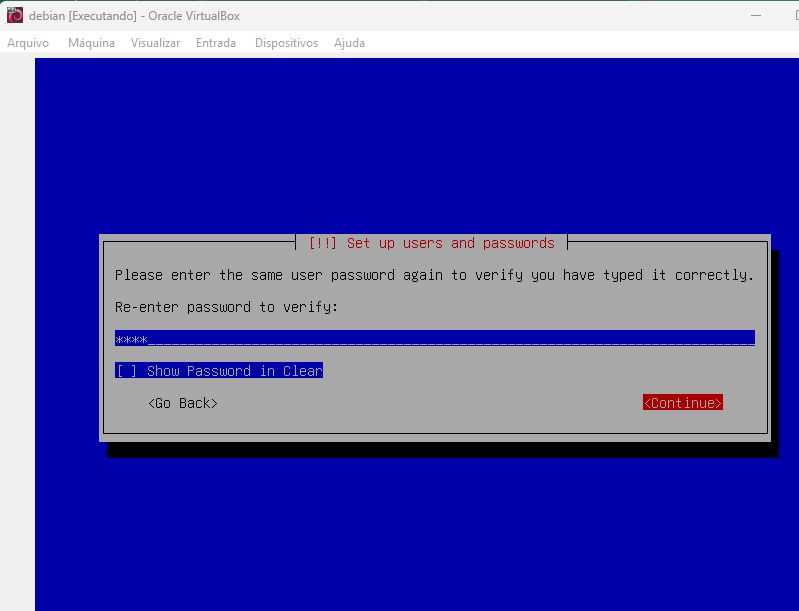 debian [Executando] - Oracle VirtualBox
Arquivo Máquina Visualizar Entrada Dispositivos Ajuda
[!!] Set up users and passwords
Please enter the same user password again to verify you have typed it correctly.
Re-enter password to verify:
****________________________________________________________________________
[ ] Show Password in Clear
<Go Back> <Continue>